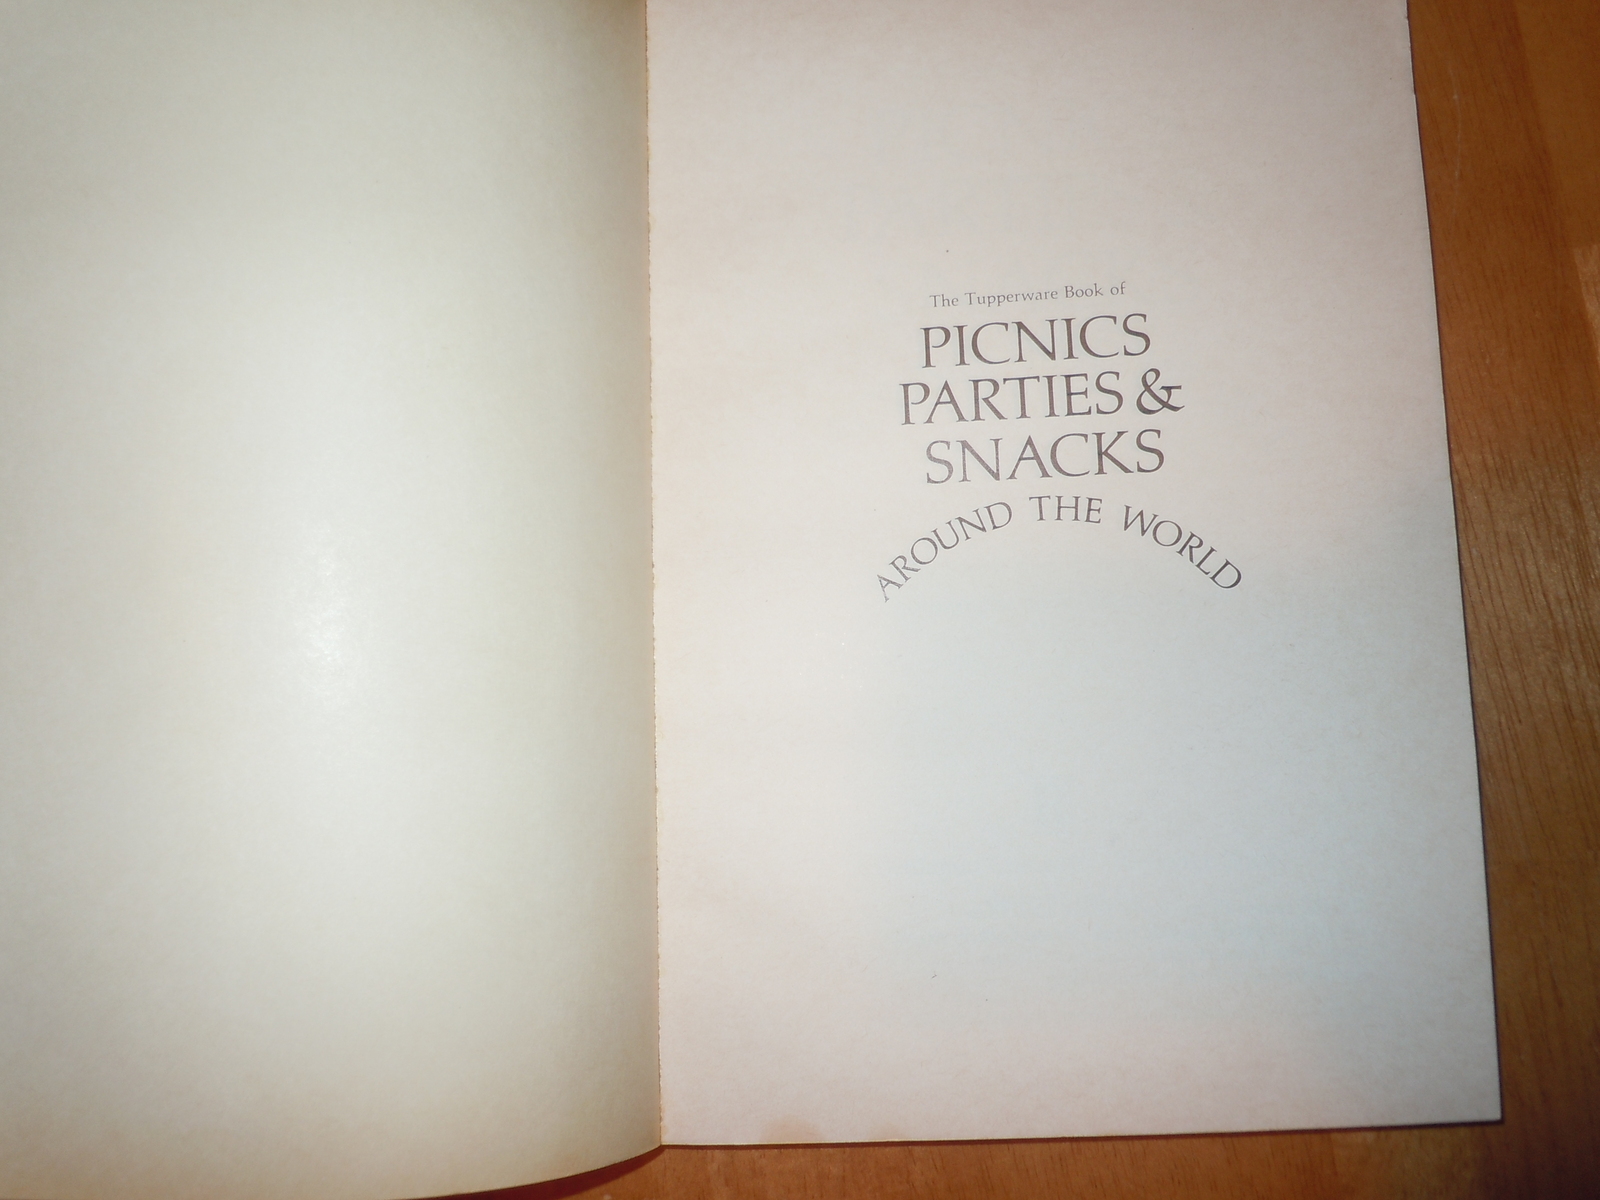 The Tupperware Book of
PICNICS
PARTIES &
SNACKS
AROUND THE WORLD